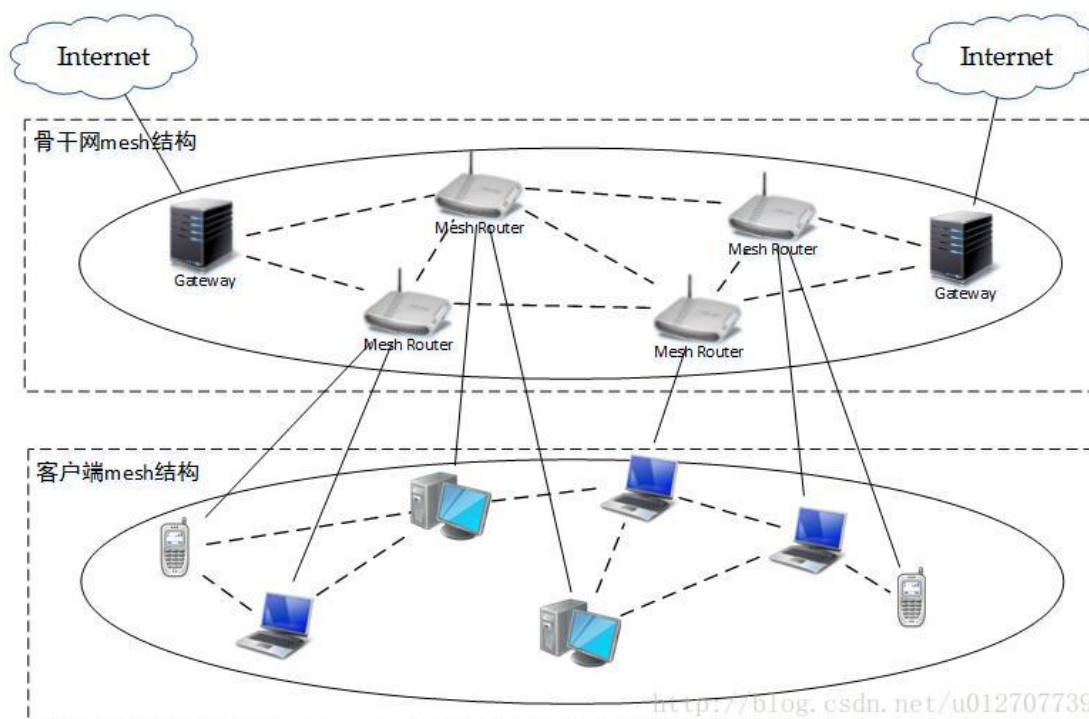 Internet
Internet
骨干网mesh结构
Mesh Router
Mesh Router
Gateway
Gateway
Mesh Router
Mesh Router
客户端mesh结构
http://blog.csdn.net/u012707739